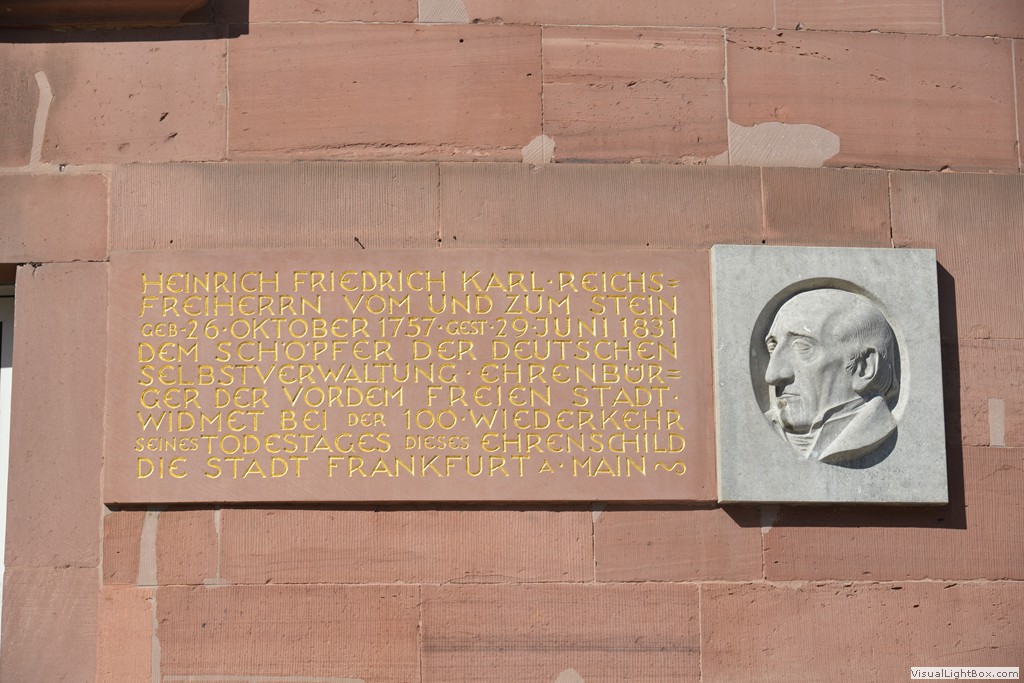 HEINRICH FRIEDRICH KARL·REICHS=
FREIHERRN VOM UND ZUM STEIN
GEB·26·OKTOBER 1757·GEST·29·JUNI 1831
DEM SCHÖPFER DER DEUTSCHEN
SELBSTVERWALTUNG·EHRENBÜR=
GER DER VORDEM FREIEN STADT·
WIDMET BEI DER 100·WIEDERKEHR
SEINES TODESTAGES DIESES EHRENSCHILD
DIE STADT FRANKFURT A·MAIN~
VisualLightBox.com